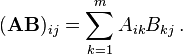 (𝐀𝐁)_{ij} = \sum_{k=1}^{m} A_{ik}B_{kj} .